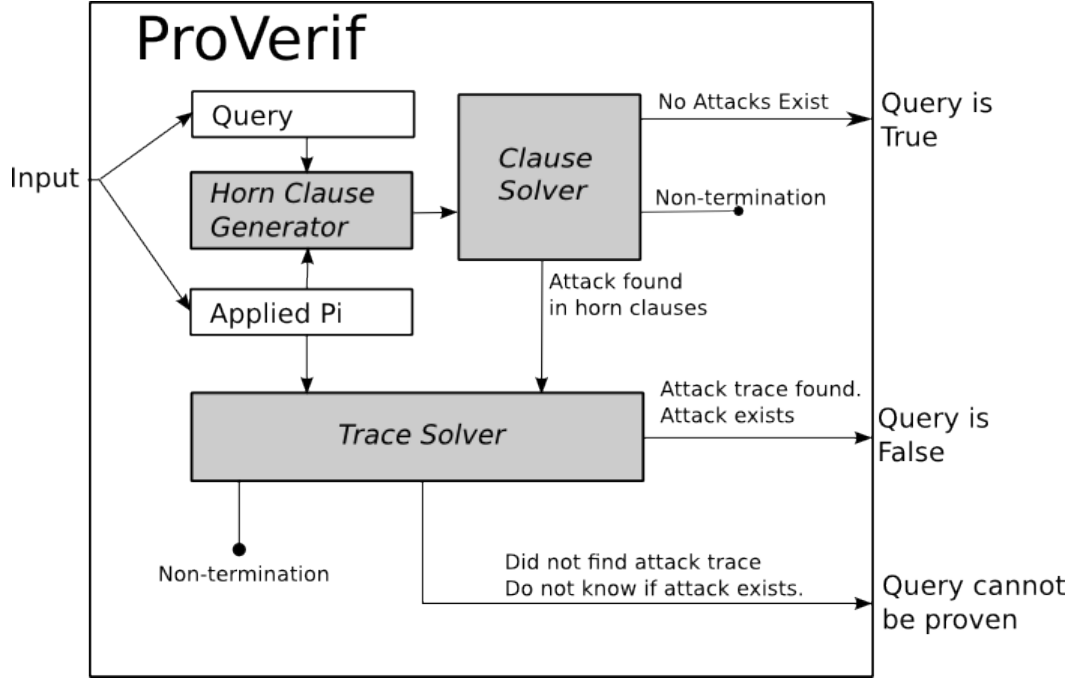 ProVerif
Input
Query
Horn Clause
Generator
Applied Pi
Clause
Solver
No Attacks Exist
Query is
True
Non-termination
Attack found
in horn clauses
Trace Solver
Attack trace found.
Attack exists
Query is
False
Non-termination
Did not find attack trace
Do not know if attack exists.
Query cannot
be proven